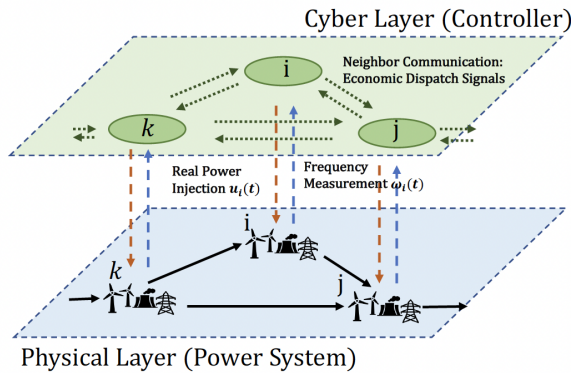 Cyber Layer (Controller)
i
Neighbor Communication:
Economic Dispatch Signals
k
j
Real Power
Injection u_i(t)
Frequency
Measurement ω_i(t)
i
k
j
Physical Layer (Power System)